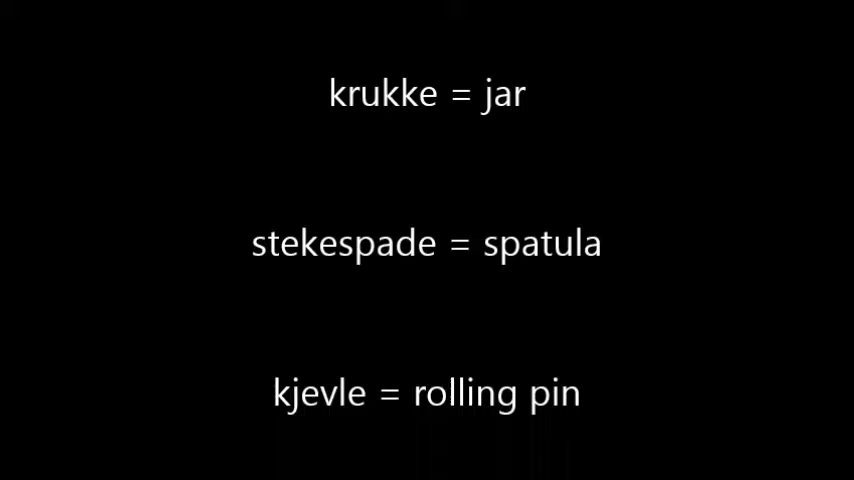 krukke = jar
stekespade = spatula
kjevle = rolling pin